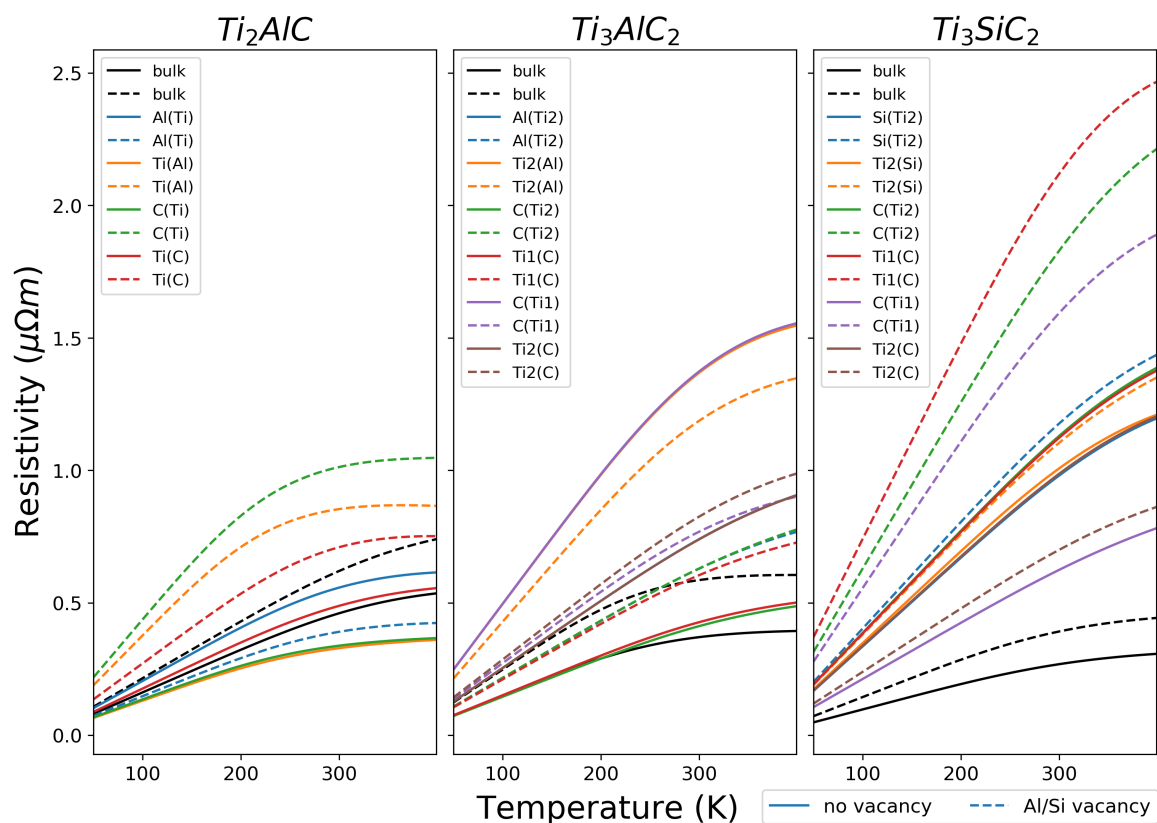 Ti₂AlC
Ti₃AlC₂
Ti₃SiC₂
Resistivity (μΩm)
2.5
2.0
1.5
1.0
0.5
0.0
bulk
bulk
Al(Ti)
Al(Ti)
Ti(Al)
Ti(Al)
C(Ti)
C(Ti)
Ti(C)
Ti(C)
bulk
bulk
Al(Ti2)
Al(Ti2)
Ti2(Al)
Ti2(Al)
C(Ti2)
C(Ti2)
Ti1(C)
Ti1(C)
C(Ti1)
C(Ti1)
Ti2(C)
Ti2(C)
bulk
bulk
Si(Ti2)
Si(Ti2)
Ti2(Si)
Ti2(Si)
C(Ti2)
C(Ti2)
Ti1(C)
Ti1(C)
C(Ti1)
C(Ti1)
Ti2(C)
Ti2(C)
100 200 300
100 200 300
100 200 300
Temperature (K)
no vacancy
Al/Si vacancy